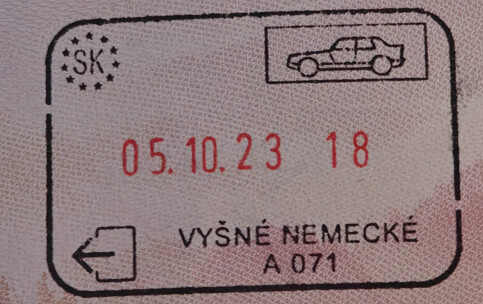 SK
05.10.23 18
VYŠNÉ NEMECKÉ
A 071